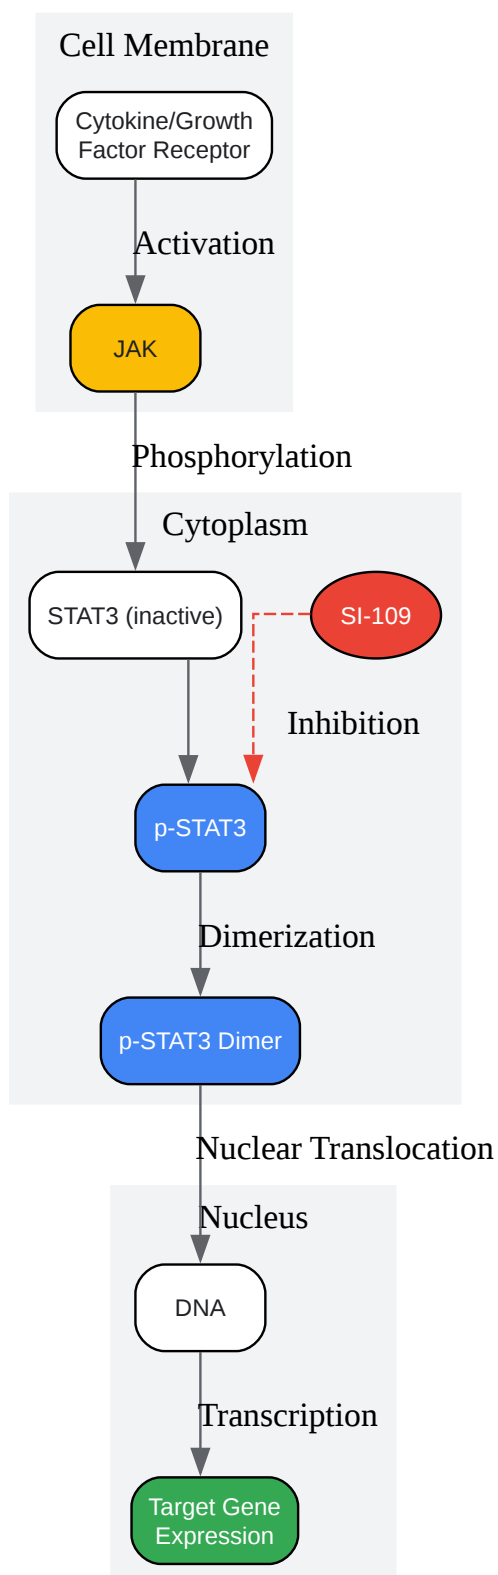 Cell Membrane
Cytokine/Growth
Factor Receptor
Activation
JAK
Phosphorylation
Cytoplasm
STAT3 (inactive)
SI-109
Inhibition
p-STAT3
Dimerization
p-STAT3 Dimer
Nuclear Translocation
Nucleus
DNA
Transcription
Target Gene
Expression